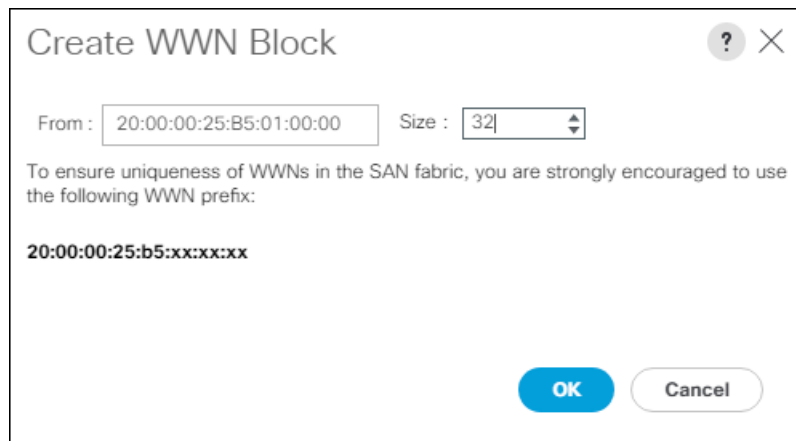 Create WWN Block ? ×
From : 20:00:00:25:B5:01:00:00 Size : 32
To ensure uniqueness of WWNs in the SAN fabric, you are strongly encouraged to use
the following WWN prefix:
20:00:00:25:b5:xx:xx:xx
OK Cancel